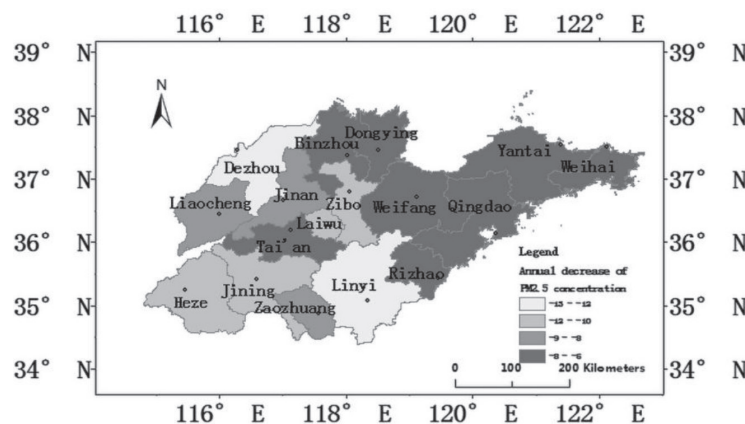 116° E 118° E 120° E 122° E
39° N 39° N
N
38° N 38° N
Dongying
Binzhou
Yantai
Weihai
Dezhou
37° N 37° N
Jinan
Liaocheng
Zibo
Weifang Qingdao
Laiwu
36° N 36° N
Tai'an
Legend
Annual decrease of
PM2.5 concentration
Rizhao
Linyi
Jining
Heze
35° N 35° N
Zaozhuang
-13--12
-12--10
-9--8
-8--6
34° N 34° N
0 100 200 Kilometers
116° E 118° E 120° E 122° E